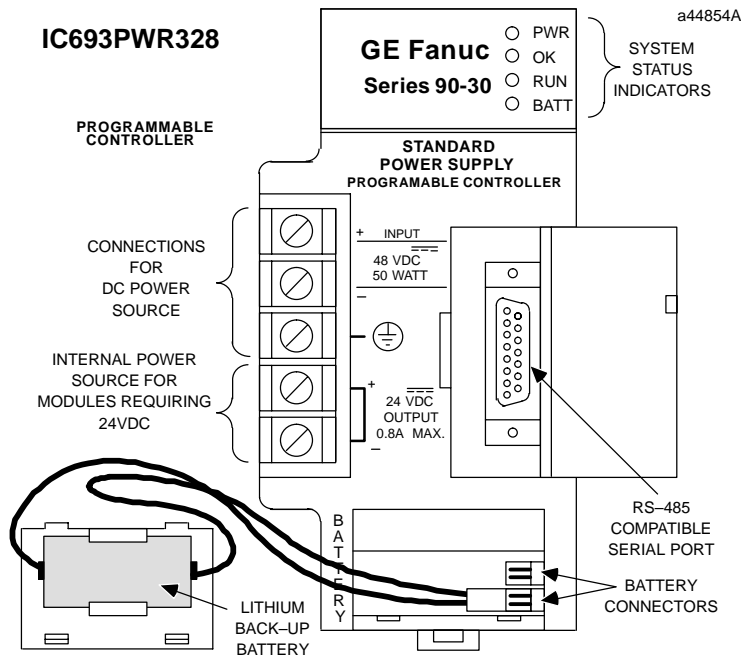 a44854A
IC693PWR328
GE Fanuc
Series 90-30
PWR
OK
RUN
BATT
SYSTEM
STATUS
INDICATORS
PROGRAMMABLE
CONTROLLER
STANDARD
POWER SUPPLY
PROGRAMABLE CONTROLLER
CONNECTIONS
FOR
DC POWER
SOURCE
+ INPUT
48 VDC
50 WATT
–
INTERNAL POWER
SOURCE FOR
MODULES REQUIRING
24VDC
+
24 VDC
OUTPUT
0.8A MAX.
–
RS–485
COMPATIBLE
SERIAL PORT
BATTERY
BATTERY
CONNECTORS
LITHIUM
BACK–UP
BATTERY